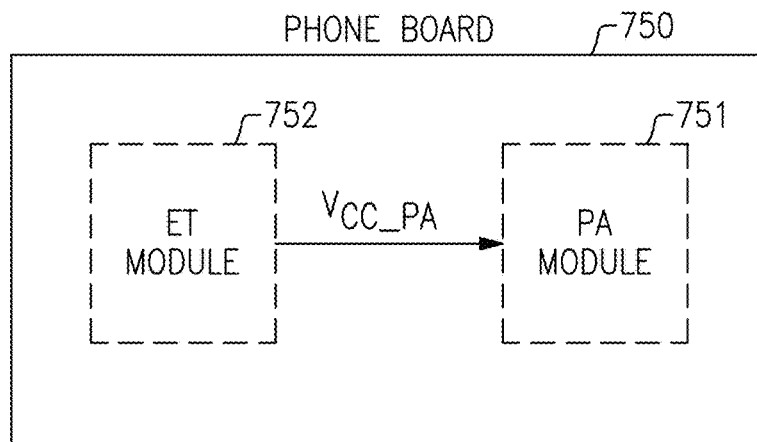 PHONE BOARD
750
752
751
ET
MODULE
VCC_PA
PA
MODULE